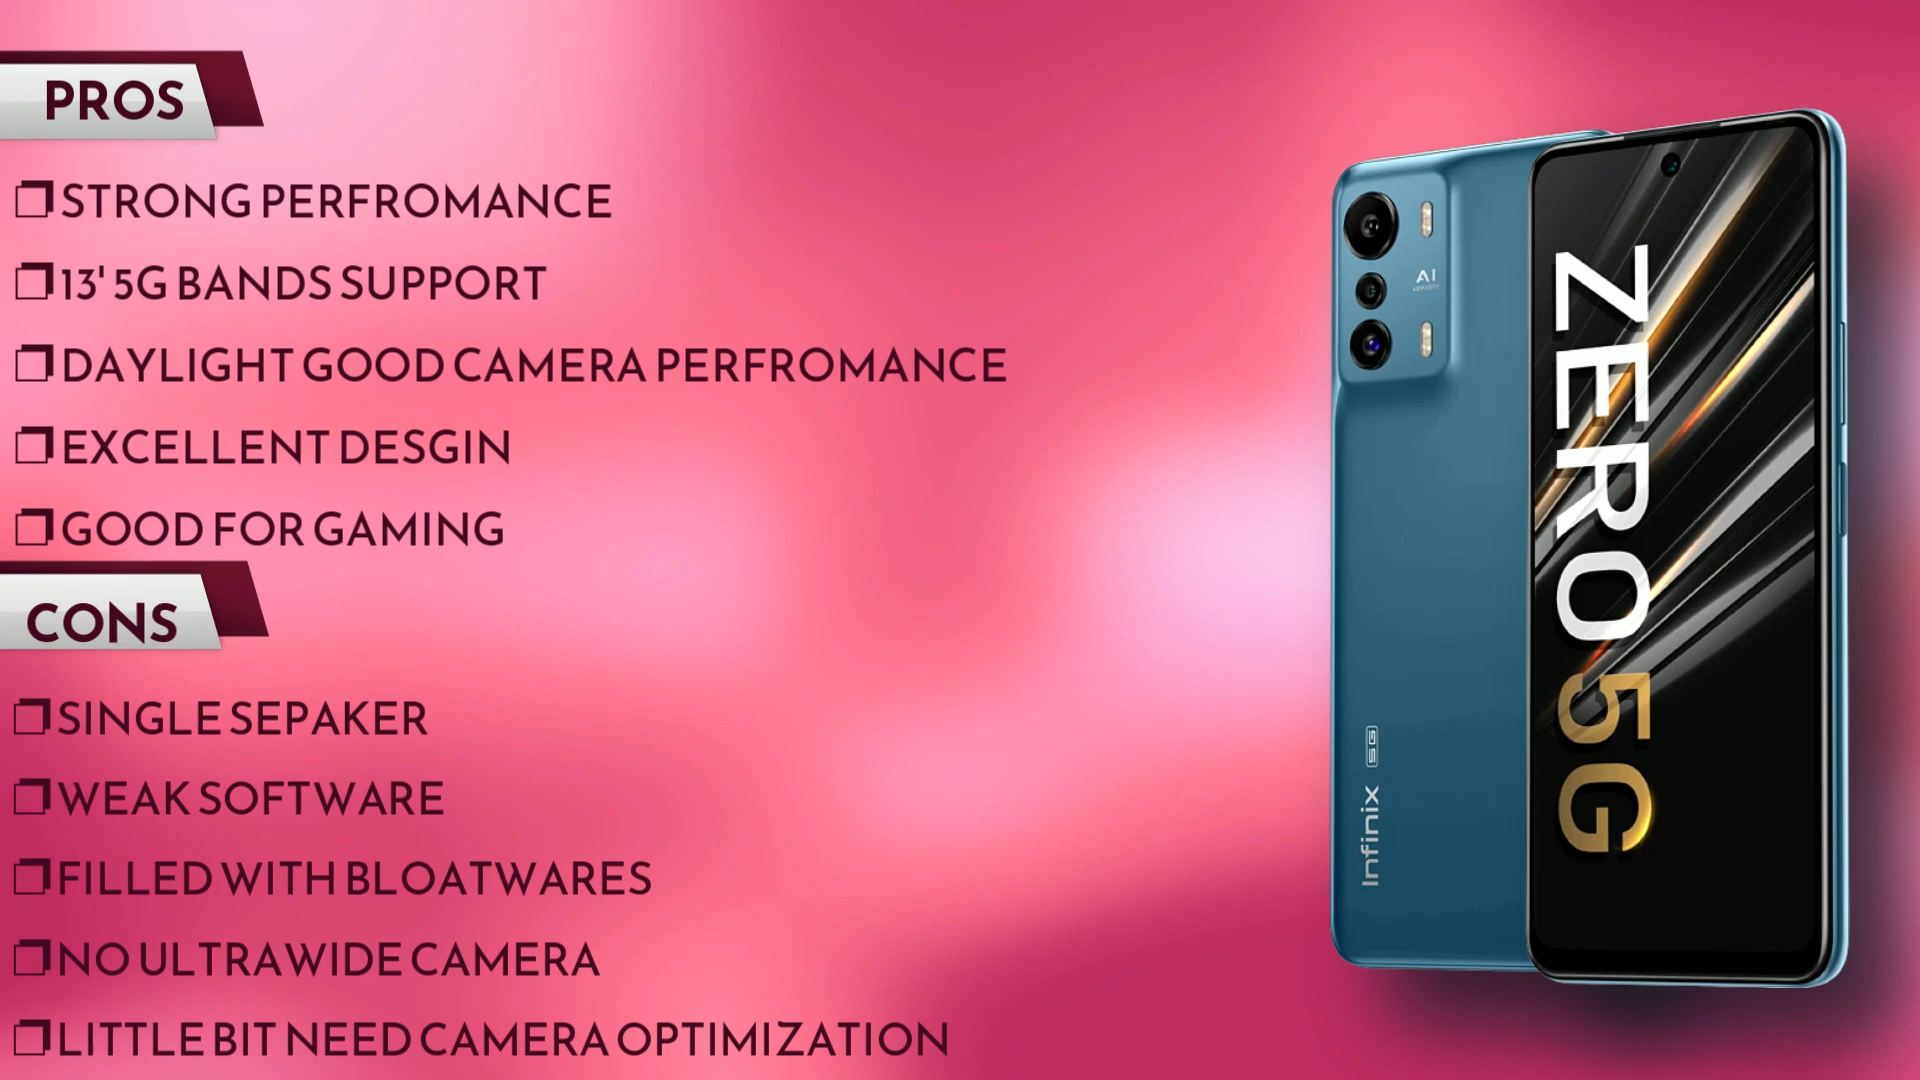 PROS
❐STRONG PERFROMANCE
❐13' 5G BANDS SUPPORT
❐DAYLIGHT GOOD CAMERA PERFROMANCE
❐EXCELLENT DESGIN
❐GOOD FOR GAMING
CONS
❐SINGLE SEPAKER
❐WEAK SOFTWARE
❐FILLED WITH BLOATWARES
❐NO ULTRAWIDE CAMERA
❐LITTLE BIT NEED CAMERA OPTIMIZATION
AI
Infinix 5G
ZERO 5G